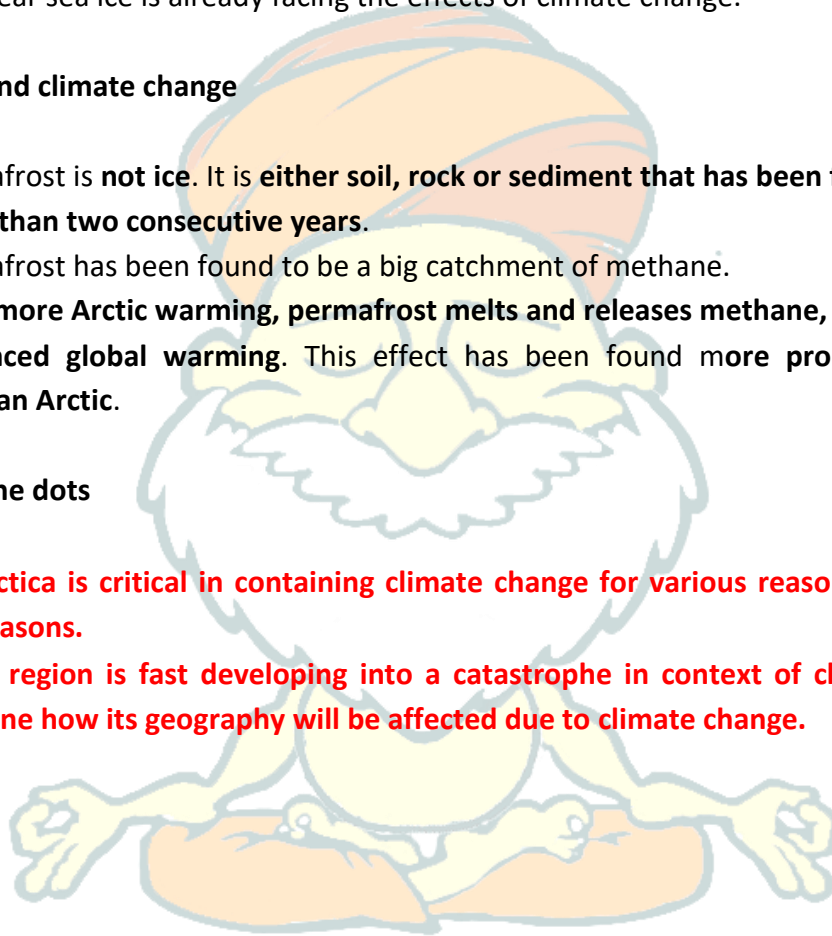 ear sea ice is already facing the effects of climate change.
nd climate change
afrost is not ice. It is either soil, rock or sediment that has been
than two consecutive years.
afrost has been found to be a big catchment of methane.
more Arctic warming, permafrost melts and releases methane,
ced global warming. This effect has been found more pro
an Arctic.
he dots
ctica is critical in containing climate change for various reaso
asons.
region is fast developing into a catastrophe in context of cl
ne how its geography will be affected due to climate change.